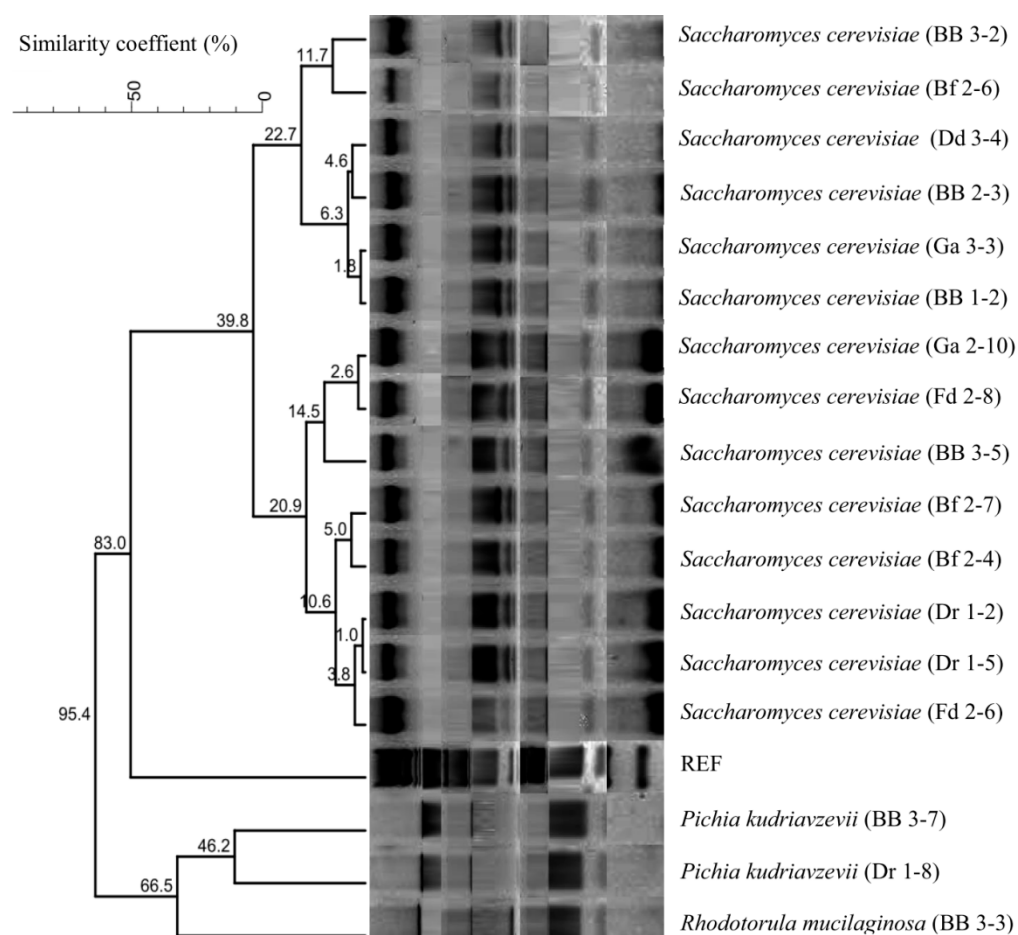 Similarity coeffient (%)
50
0
11.7
22.7
4.6
6.3
1.8
39.8
2.6
14.5
20.9
5.0
10.6
1.0
3.8
83.0
95.4
46.2
66.5
Saccharomyces cerevisiae (BB 3-2)
Saccharomyces cerevisiae (Bf 2-6)
Saccharomyces cerevisiae (Dd 3-4)
Saccharomyces cerevisiae (BB 2-3)
Saccharomyces cerevisiae (Ga 3-3)
Saccharomyces cerevisiae (BB 1-2)
Saccharomyces cerevisiae (Ga 2-10)
Saccharomyces cerevisiae (Fd 2-8)
Saccharomyces cerevisiae (BB 3-5)
Saccharomyces cerevisiae (Bf 2-7)
Saccharomyces cerevisiae (Bf 2-4)
Saccharomyces cerevisiae (Dr 1-2)
Saccharomyces cerevisiae (Dr 1-5)
Saccharomyces cerevisiae (Fd 2-6)
REF
Pichia kudriavzevii (BB 3-7)
Pichia kudriavzevii (Dr 1-8)
Rhodotorula mucilaginosa (BB 3-3)